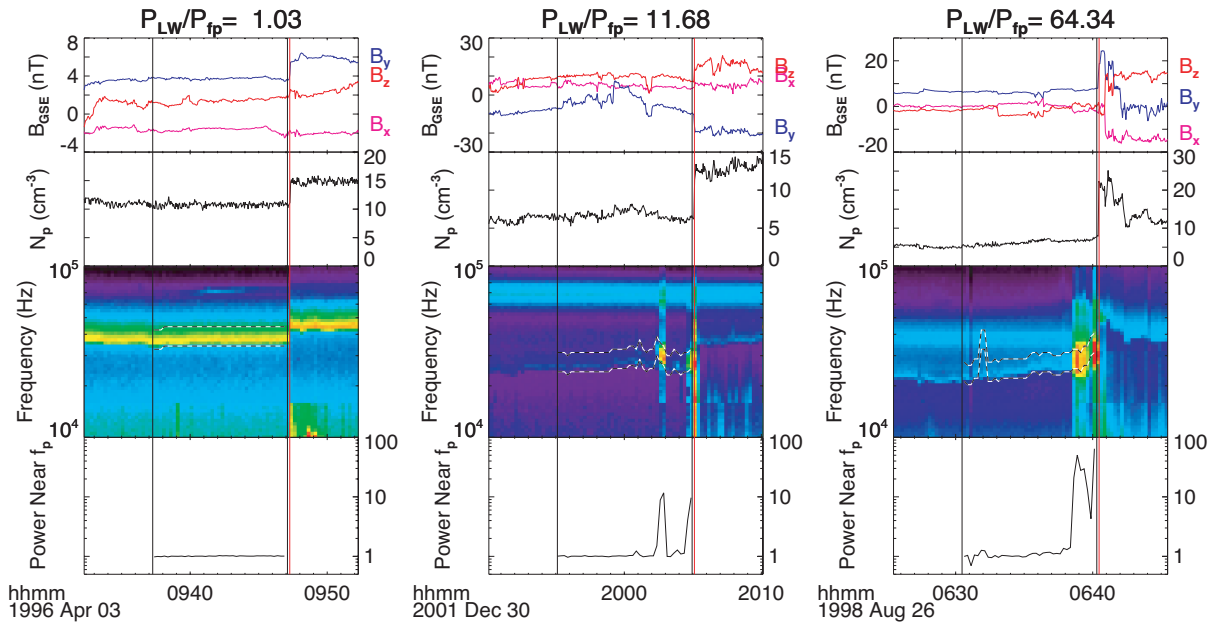 P_LW/P_fp= 1.03
8
4
0
-4
B_GSE (nT)
B_y
B_z
B_x
20
15
10
5
0
N_p (cm^-3)
10^5
10^4
Frequency (Hz)
100
10
1
Power Near f_p
hhmm
0940
0950
1996 Apr 03
P_LW/P_fp= 11.68
30
0
-30
B_GSE (nT)
B_z
B_x
B_y
15
10
5
0
N_p (cm^-3)
10^5
10^4
Frequency (Hz)
100
10
1
Power Near f_p
hhmm
2000
2010
2001 Dec 30
P_LW/P_fp= 64.34
20
0
-20
B_GSE (nT)
B_z
B_y
B_x
30
20
10
0
N_p (cm^-3)
10^5
10^4
Frequency (Hz)
100
10
1
Power Near f_p
hhmm
0630
0640
1998 Aug 26